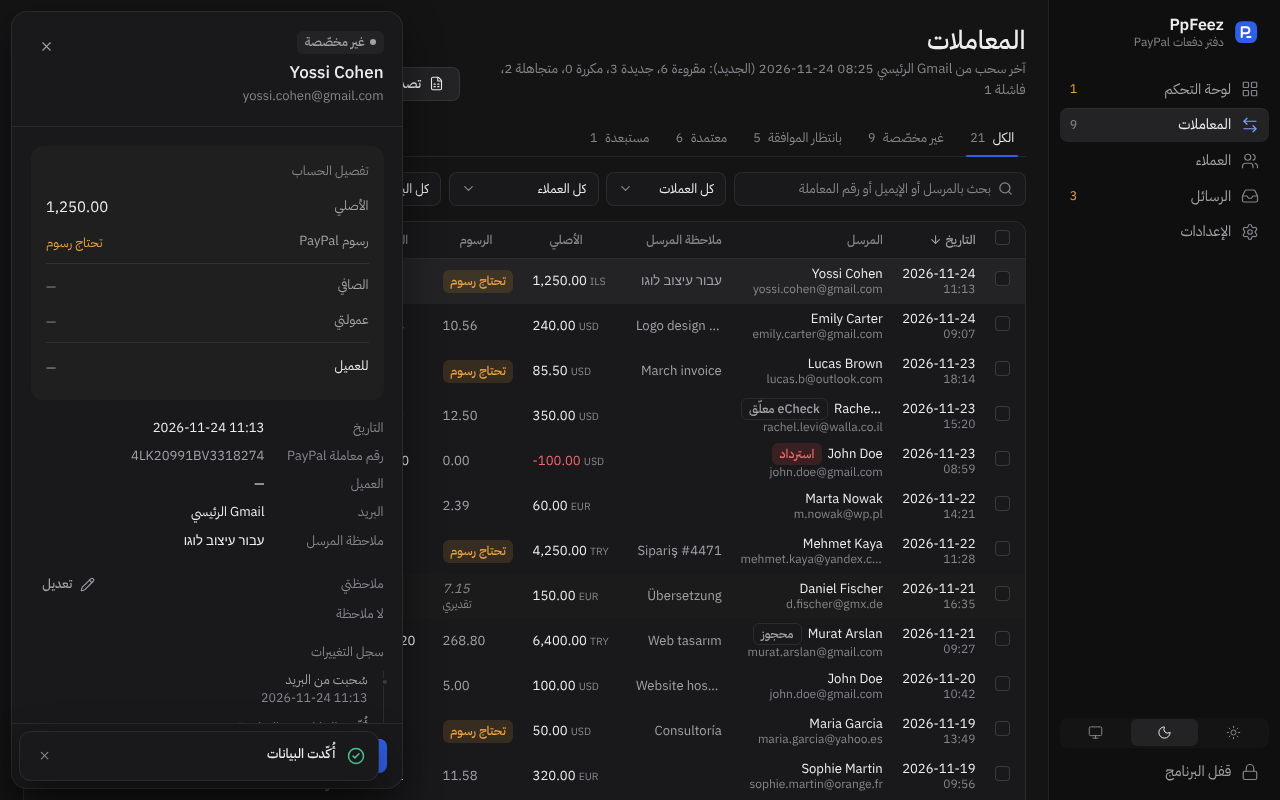 PpFeez
دفتر دفعات PayPal
لوحة التحكم 1
المعاملات 9
العملاء
الرسائل 3
الإعدادات
قفل البرنامج
المعاملات
آخر سحب من Gmail الرئيسي 08:25 24-11-2026 (الجديد): مقروءة 6، جديدة 3، مكررة 0، متجاهلة 2،
فاشلة 1
الكل 21 غير مخصّصة 9 بانتظار الموافقة 5 معتمدة 6 مستبعدة 1
بحث بالمرسل أو الإيميل أو رقم المعاملة كل العملات كل العملاء
التاريخ المرسل ملاحظة المرسل الأصلي الرسوم
2026-11-24 Yossi Cohen עבור עיצוב לוגו 1,250.00 ILS تحتاج رسوم
11:13 yossi.cohen@gmail.com
2026-11-24 Emily Carter Logo design ... 240.00 USD 10.56
09:07 emily.carter@gmail.com
2026-11-23 Lucas Brown March invoice 85.50 USD تحتاج رسوم
18:14 lucas.b@outlook.com
2026-11-23 Rache... eCheck معلّق 350.00 USD 12.50
15:20 rachel.levi@walla.co.il
2026-11-23 John Doe استرداد -100.00 USD 0.00
08:59 john.doe@gmail.com
2026-11-22 Marta Nowak 60.00 EUR 2.39
14:21 m.nowak@wp.pl
2026-11-22 Mehmet Kaya Sipariş #4471 4,250.00 TRY تحتاج رسوم
11:28 mehmet.kaya@yandex.c...
2026-11-21 Daniel Fischer Übersetzung 150.00 EUR 7.15
16:35 d.fischer@gmx.de تقديري
2026-11-21 Murat Arslan محجوز Web tasarım 6,400.00 TRY 268.80
09:27 murat.arslan@gmail.com
2026-11-20 John Doe Website hos... 100.00 USD 5.00
10:42 john.doe@gmail.com
2026-11-19 Maria Garcia Consultoría 50.00 USD تحتاج رسوم
13:49 maria.garcia@yahoo.es
2026-11-19 Sophie Martin 320.00 EUR 11.58
09:56 sophie.martin@orange.fr
غير مخصّصة
Yossi Cohen
yossi.cohen@gmail.com
تفصيل الحساب
الأصلي 1,250.00
رسوم PayPal تحتاج رسوم
الصافي —
عمولتي —
للعميل —
التاريخ 2026-11-24 11:13
رقم معاملة PayPal 4LK20991BV3318274
العميل —
البريد Gmail الرئيسي
ملاحظة المرسل עבור עיצוב לוגו
ملاحظتي تعديل
لا ملاحظة
سجل التغييرات
سُحبت من البريد
2026-11-24 11:13
أُكّدت البيانات